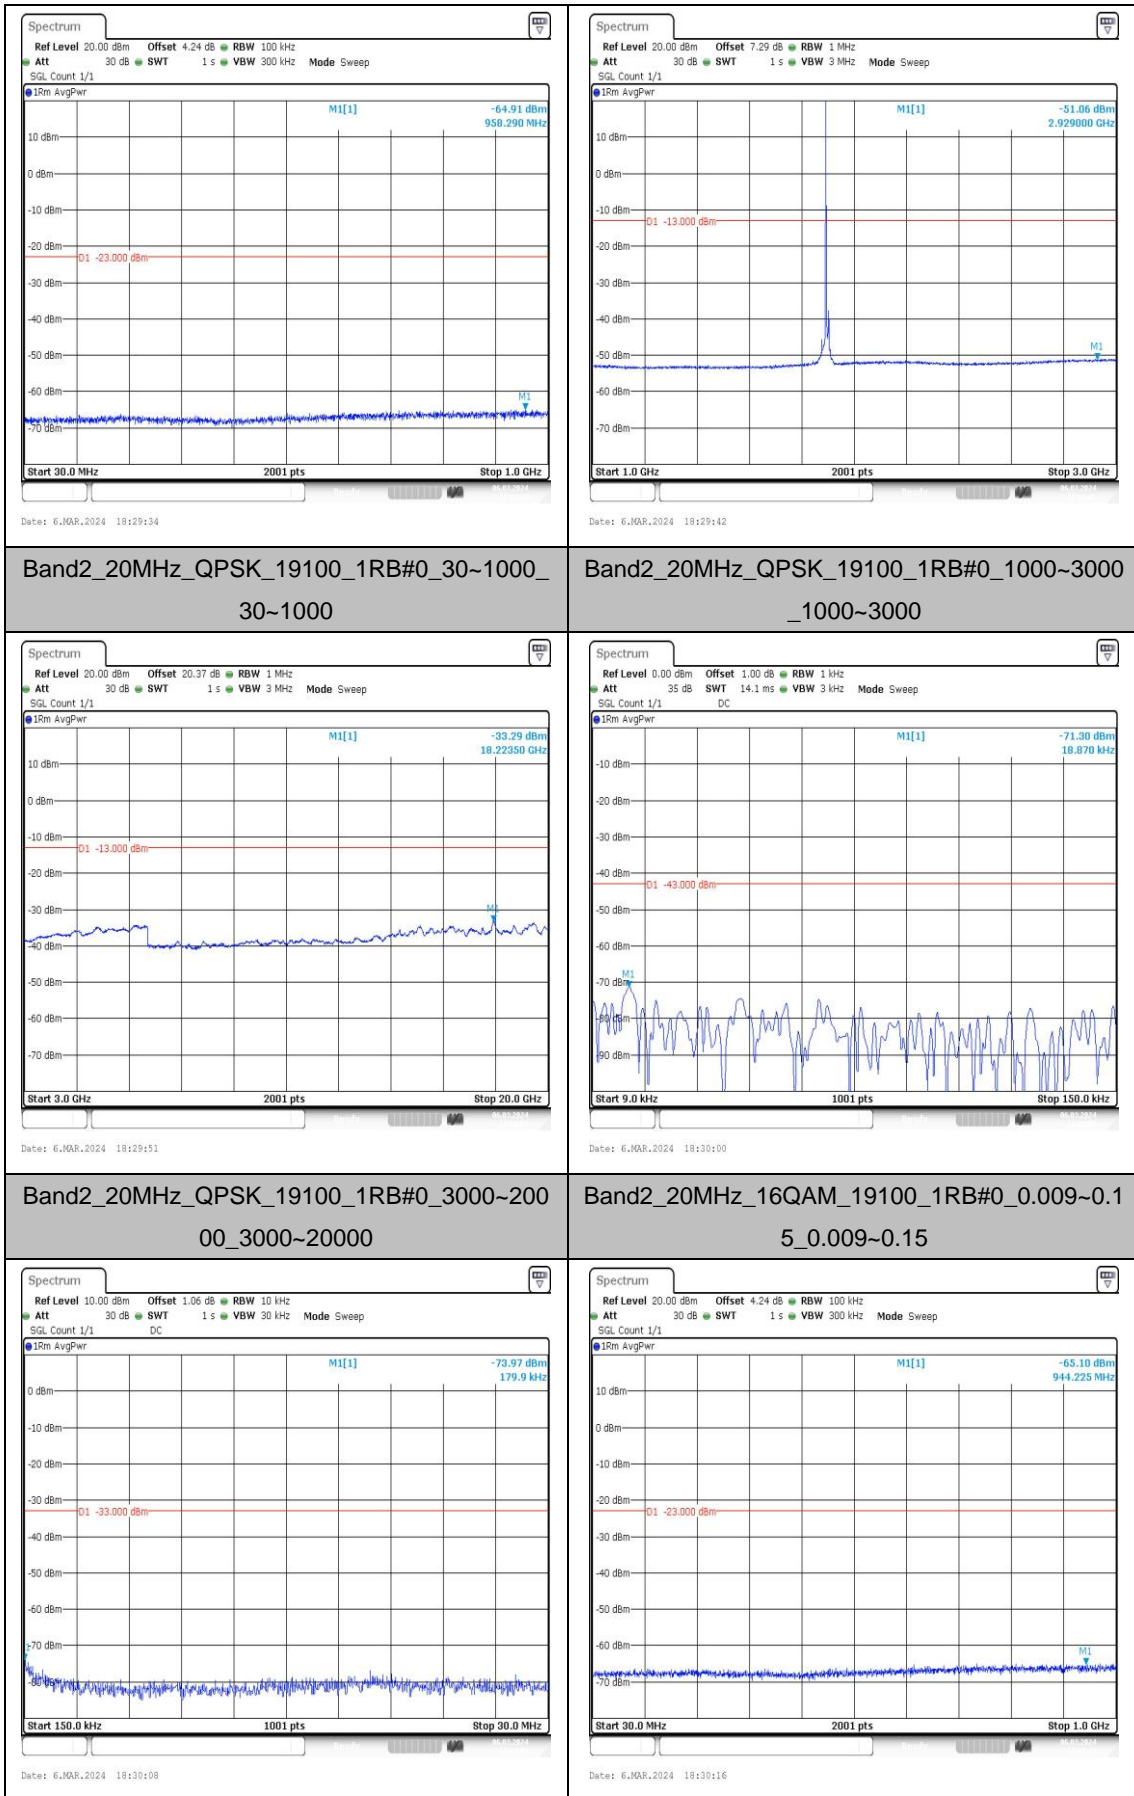 Spectrum
Ref Level 20.00 dBm Offset 4.24 dB RBW 100 kHz
Att 30 dB SWT 1 s VBW 300 kHz Mode Sweep
SGL Count 1/1
1Rm AvgPwr
M1[1] -64.91 dBm
958.290 MHz
10 dBm
0 dBm
-10 dBm
-20 dBm
D1 -23.000 dBm
-30 dBm
-40 dBm
-50 dBm
-60 dBm
M1
-70 dBm
Start 30.0 MHz 2001 pts Stop 1.0 GHz
Date: 6.MAR.2024 18:29:34
Spectrum
Ref Level 20.00 dBm Offset 7.29 dB RBW 1 MHz
Att 30 dB SWT 1 s VBW 3 MHz Mode Sweep
SGL Count 1/1
1Rm AvgPwr
M1[1] -51.06 dBm
2.929000 GHz
10 dBm
0 dBm
-10 dBm
D1 -13.000 dBm
-20 dBm
-30 dBm
-40 dBm
M1
-50 dBm
-60 dBm
-70 dBm
Start 1.0 GHz 2001 pts Stop 3.0 GHz
Date: 6.MAR.2024 18:29:42
Band2_20MHz_QPSK_19100_1RB#0_30~1000_
30~1000
Band2_20MHz_QPSK_19100_1RB#0_1000~3000
_1000~3000
Spectrum
Ref Level 20.00 dBm Offset 20.37 dB RBW 1 MHz
Att 30 dB SWT 1 s VBW 3 MHz Mode Sweep
SGL Count 1/1
1Rm AvgPwr
M1[1] -33.29 dBm
18.22350 GHz
10 dBm
0 dBm
-10 dBm
D1 -13.000 dBm
-20 dBm
-30 dBm
M1
-40 dBm
-50 dBm
-60 dBm
-70 dBm
Start 3.0 GHz 2001 pts Stop 20.0 GHz
Date: 6.MAR.2024 18:29:51
Spectrum
Ref Level 0.00 dBm Offset 1.00 dB RBW 1 kHz
Att 35 dB SWT 14.1 ms VBW 3 kHz Mode Sweep
SGL Count 1/1 DC
1Rm AvgPwr
M1[1] -71.30 dBm
18.870 kHz
-10 dBm
-20 dBm
-30 dBm
-40 dBm
D1 -43.000 dBm
-50 dBm
-60 dBm
M1
-70 dBm
-80 dBm
-90 dBm
Start 9.0 kHz 1001 pts Stop 150.0 kHz
Date: 6.MAR.2024 18:30:00
Band2_20MHz_QPSK_19100_1RB#0_3000~200
00_3000~20000
Band2_20MHz_16QAM_19100_1RB#0_0.009~0.1
5_0.009~0.15
Spectrum
Ref Level 10.00 dBm Offset 1.06 dB RBW 10 kHz
Att 30 dB SWT 1 s VBW 30 kHz Mode Sweep
SGL Count 1/1 DC
1Rm AvgPwr
M1[1] -73.97 dBm
179.9 kHz
0 dBm
-10 dBm
-20 dBm
-30 dBm
D1 -33.000 dBm
-40 dBm
-50 dBm
-60 dBm
-70 dBm
-80 dBm
Start 150.0 kHz 1001 pts Stop 30.0 MHz
Date: 6.MAR.2024 18:30:08
Spectrum
Ref Level 20.00 dBm Offset 4.24 dB RBW 100 kHz
Att 30 dB SWT 1 s VBW 300 kHz Mode Sweep
SGL Count 1/1
1Rm AvgPwr
M1[1] -65.10 dBm
944.225 MHz
10 dBm
0 dBm
-10 dBm
-20 dBm
D1 -23.000 dBm
-30 dBm
-40 dBm
-50 dBm
-60 dBm
M1
-70 dBm
Start 30.0 MHz 2001 pts Stop 1.0 GHz
Date: 6.MAR.2024 18:30:16